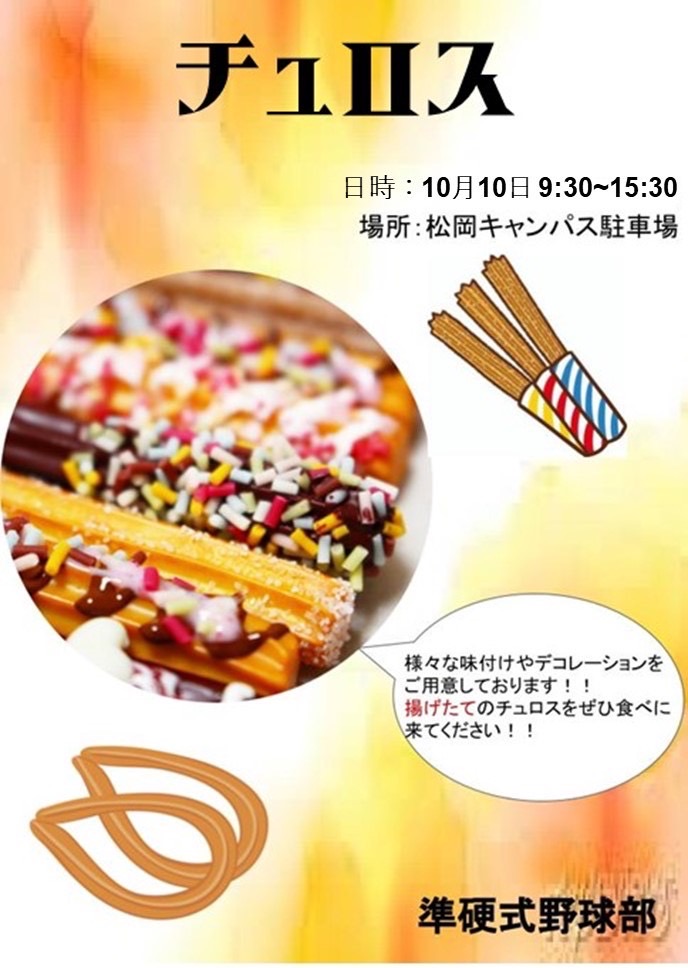 チュロス
日時：10月10日 9:30~15:30
場所：松岡キャンパス駐車場
様々な味付けやデコレーションを
ご用意しております！！
揚げたてのチュロスをぜひ食べに
来てください！！
準硬式野球部